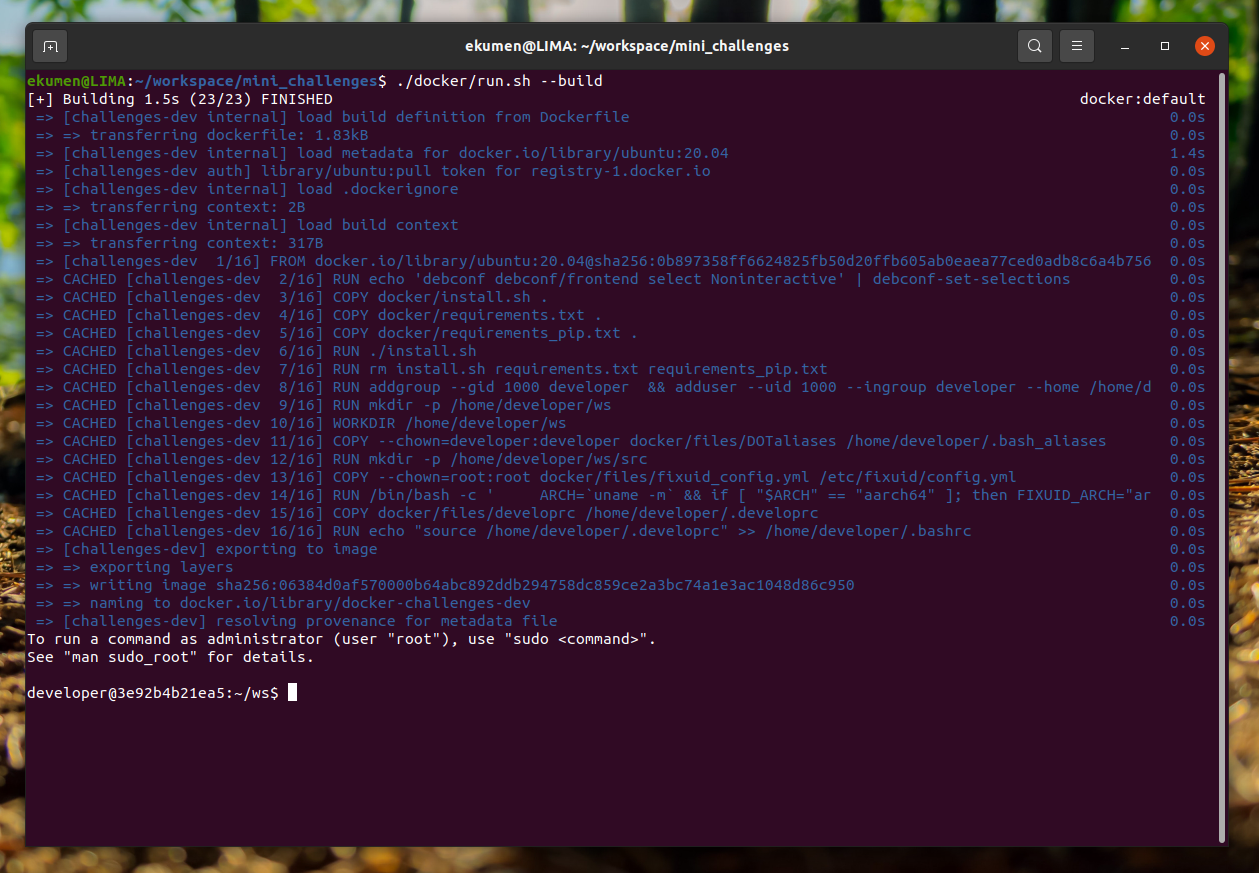 ekumen@LIMA: ~/workspace/mini_challenges
ekumen@LIMA:~/workspace/mini_challenges$ ./docker/run.sh --build
[+] Building 1.5s (23/23) FINISHED docker:default
=> [challenges-dev internal] load build definition from Dockerfile 0.0s
=> => transferring dockerfile: 1.83kB 0.0s
=> [challenges-dev internal] load metadata for docker.io/library/ubuntu:20.04 1.4s
=> [challenges-dev auth] library/ubuntu:pull token for registry-1.docker.io 0.0s
=> [challenges-dev internal] load .dockerignore 0.0s
=> => transferring context: 2B 0.0s
=> [challenges-dev internal] load build context 0.0s
=> => transferring context: 317B 0.0s
=> [challenges-dev  1/16] FROM docker.io/library/ubuntu:20.04@sha256:0b897358ff6624825fb50d20ffb605ab0eaea77ced0adb8c6a4b756 0.0s
=> CACHED [challenges-dev  2/16] RUN echo 'debconf debconf/frontend select Noninteractive' | debconf-set-selections 0.0s
=> CACHED [challenges-dev  3/16] COPY docker/install.sh . 0.0s
=> CACHED [challenges-dev  4/16] COPY docker/requirements.txt . 0.0s
=> CACHED [challenges-dev  5/16] COPY docker/requirements_pip.txt . 0.0s
=> CACHED [challenges-dev  6/16] RUN ./install.sh 0.0s
=> CACHED [challenges-dev  7/16] RUN rm install.sh requirements.txt requirements_pip.txt 0.0s
=> CACHED [challenges-dev  8/16] RUN addgroup --gid 1000 developer  && adduser --uid 1000 --ingroup developer --home /home/d 0.0s
=> CACHED [challenges-dev  9/16] RUN mkdir -p /home/developer/ws 0.0s
=> CACHED [challenges-dev 10/16] WORKDIR /home/developer/ws 0.0s
=> CACHED [challenges-dev 11/16] COPY --chown=developer:developer docker/files/DOTaliases /home/developer/.bash_aliases 0.0s
=> CACHED [challenges-dev 12/16] RUN mkdir -p /home/developer/ws/src 0.0s
=> CACHED [challenges-dev 13/16] COPY --chown=root:root docker/files/fixuid_config.yml /etc/fixuid/config.yml 0.0s
=> CACHED [challenges-dev 14/16] RUN /bin/bash -c '     ARCH=`uname -m` && if [ "$ARCH" == "aarch64" ]; then FIXUID_ARCH="ar 0.0s
=> CACHED [challenges-dev 15/16] COPY docker/files/developrc /home/developer/.developrc 0.0s
=> CACHED [challenges-dev 16/16] RUN echo "source /home/developer/.developrc" >> /home/developer/.bashrc 0.0s
=> [challenges-dev] exporting to image 0.0s
=> => exporting layers 0.0s
=> => writing image sha256:06384d0af570000b64abc892ddb294758dc859ce2a3bc74a1e3ac1048d86c950 0.0s
=> => naming to docker.io/library/docker-challenges-dev 0.0s
=> [challenges-dev] resolving provenance for metadata file 0.0s
To run a command as administrator (user "root"), use "sudo <command>".
See "man sudo_root" for details.
developer@3e92b4b21ea5:~/ws$